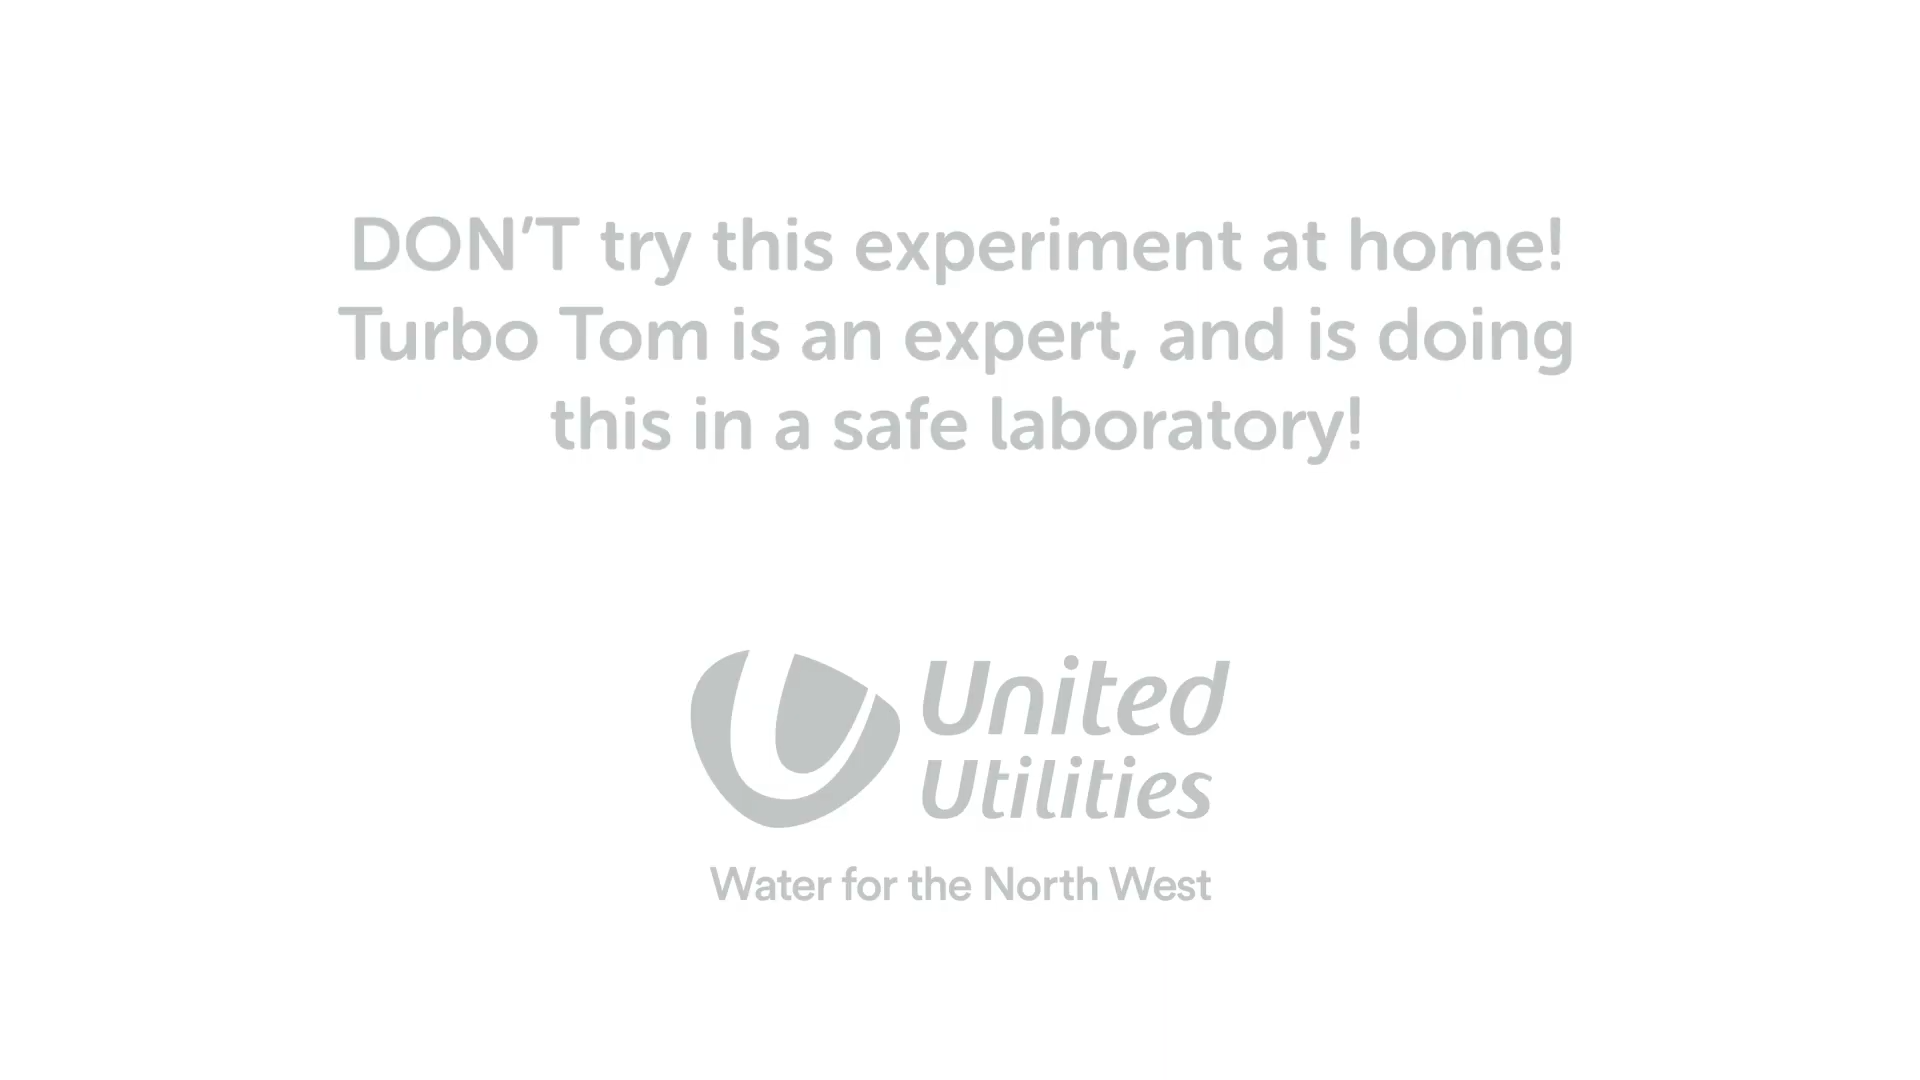 DON’T try this experiment at home!
Turbo Tom is an expert, and is doing
this in a safe laboratory!
United
Utilities
Water for the North West